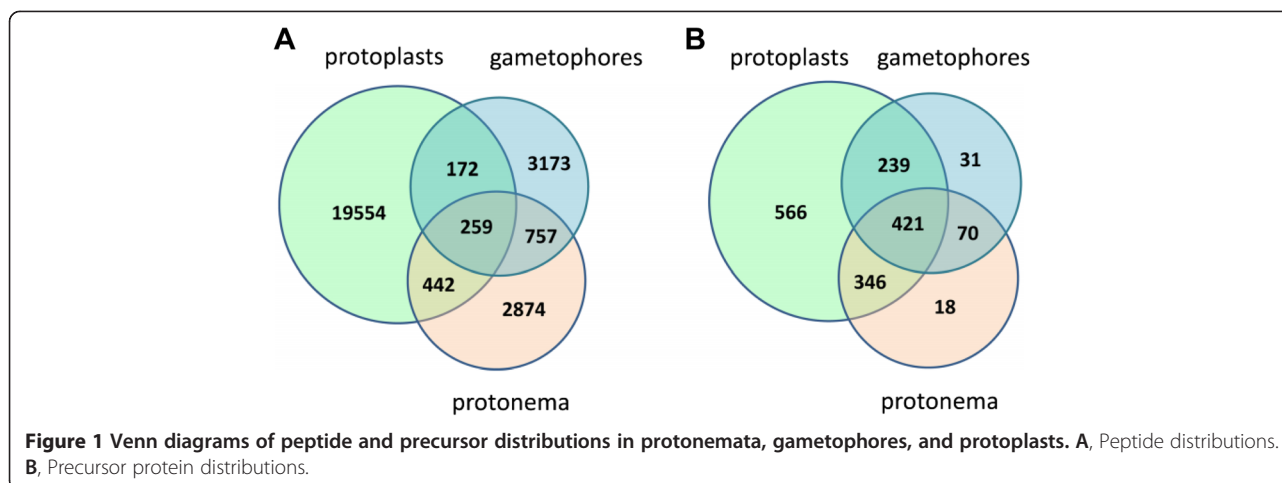 A
protoplasts
gametophores
172
3173
19554
259
757
442
2874
protonema
B
protoplasts
gametophores
239
31
566
421
70
346
18
protonema
Figure 1 Venn diagrams of peptide and precursor distributions in protonemata, gametophores, and protoplasts. A, Peptide distributions.
B, Precursor protein distributions.